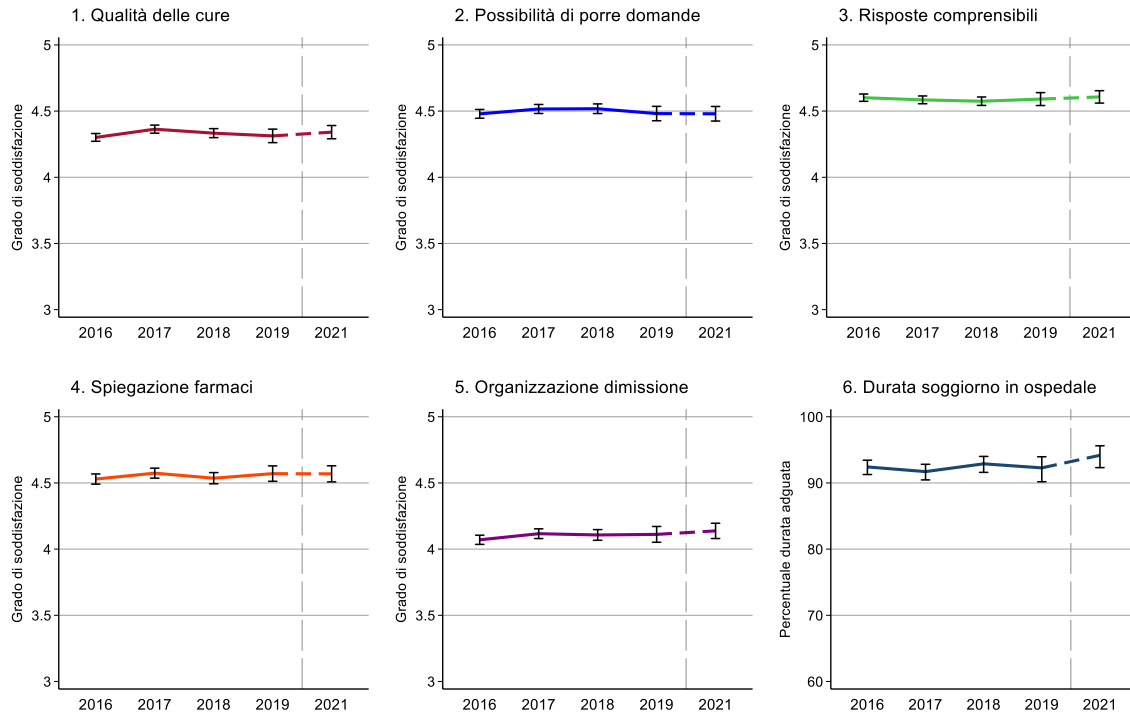 1. Qualità delle cure
Grado di soddisfazione
5
4.5
4
3.5
3
2016 2017 2018 2019 2021
2. Possibilità di porre domande
Grado di soddisfazione
5
4.5
4
3.5
3
2016 2017 2018 2019 2021
3. Risposte comprensibili
Grado di soddisfazione
5
4.5
4
3.5
3
2016 2017 2018 2019 2021
4. Spiegazione farmaci
Grado di soddisfazione
5
4.5
4
3.5
3
2016 2017 2018 2019 2021
5. Organizzazione dimissione
Grado di soddisfazione
5
4.5
4
3.5
3
2016 2017 2018 2019 2021
6. Durata soggiorno in ospedale
Percentuale durata adguata
100
90
80
70
60
2016 2017 2018 2019 2021